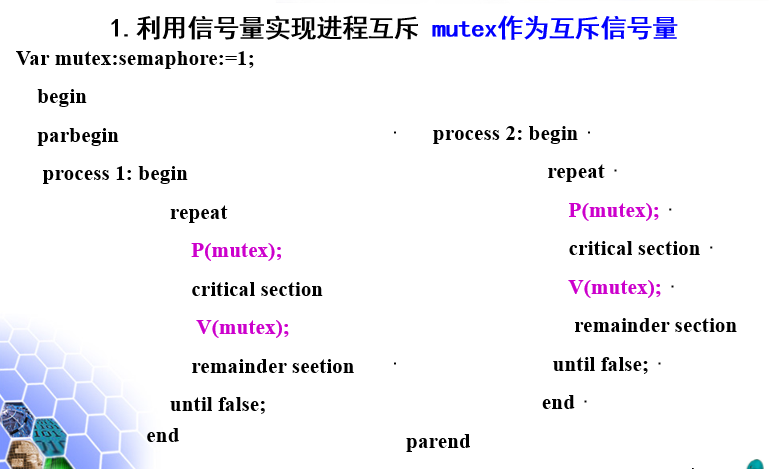 1.利用信号量实现进程互斥 mutex作为互斥信号量
Var mutex:semaphore:=1;
begin
parbegin
process 1: begin
repeat
P(mutex);
critical section
V(mutex);
remainder seetion
until false;
end
process 2: begin
repeat
P(mutex);
critical section
V(mutex);
remainder section
until false;
end
parend